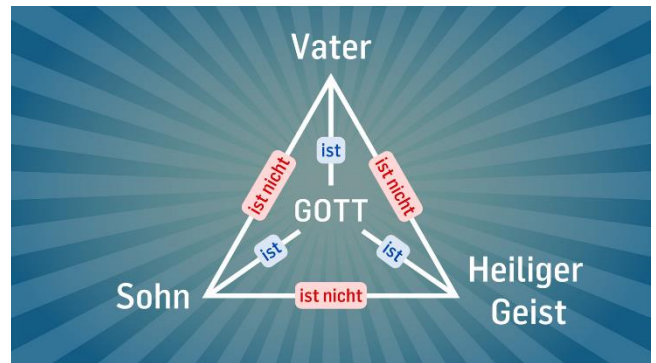 Vater
ist
ist nicht
ist nicht
GOTT
ist
ist
Sohn
ist nicht
Heiliger
Geist